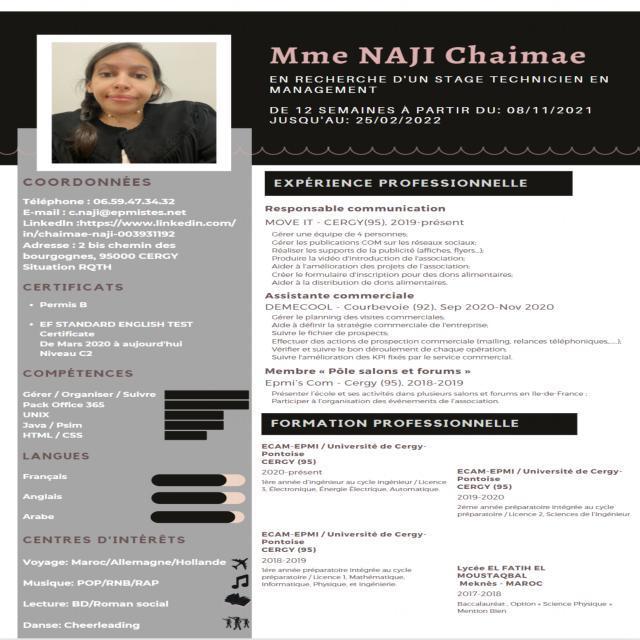 Mme NAJI Chaimae
EN RECHERCHE D'UN STAGE TECHNICIEN EN
MANAGEMENT
DE 12 SEMAINES À PARTIR DU: 08/11/2021
JUSQU'AU: 25/02/2022
COORDONNÉES
Téléphone : 06.59.47.34.32
E-mail : c.naji@epmistes.net
LinkedIn :https://www.linkedin.com/
in/chaimae-naji-003931192
Adresse : 2 bis chemin des
bourgognes, 95000 CERGY
Situation RQTH
CERTIFICATS
• Permis B
• EF STANDARD ENGLISH TEST
Certificate
De Mars 2020 à aujourd'hui
Niveau C2
COMPÉTENCES
Gérer / Organiser / Suivre
Pack Office 365
UNIX
Java / Psim
HTML / CSS
LANGUES
Français
Anglais
Arabe
CENTRES D'INTÉRÊTS
Voyage: Maroc/Allemagne/Hollande
Musique: POP/RNB/RAP
Lecture: BD/Roman social
Danse: Cheerleading
EXPÉRIENCE PROFESSIONNELLE
Responsable communication
MOVE IT - CERGY(95), 2019-présent
Gérer une équipe de 4 personnes;
Gérer les publications COM sur les réseaux sociaux;
Réaliser les supports de la publicité (affiches, flyers...);
Produire la vidéo d'introduction de l'association;
Aider à l'amélioration des projets de l'association;
Créer le formulaire d'inscription pour des dons alimentaires;
Aider à la distribution de dons alimentaires.
Assistante commerciale
DEMECOOL - Courbevoie (92), Sep 2020-Nov 2020
Gérer le planning des visites commerciales;
Aide à définir la stratégie commerciale de l'entreprise;
Suivre le fichier de prospects;
Effectuer des actions de prospection commerciale (mailing, relances téléphoniques,.....);
Vérifier et suivre le bon déroulement de chaque opération;
Suivre l'amélioration des KPI fixés par le service commercial.
Membre « Pôle salons et forums »
Epmi's Com - Cergy (95), 2018-2019
Présenter l'école et ses activités dans plusieurs salons et forums en Ile-de-France ;
Participer à l'organisation des événements de l'association.
FORMATION PROFESSIONNELLE
ECAM-EPMI / Université de Cergy-
Pontoise
CERGY (95)
2020-présent
1ère année d'ingénieur au cycle ingénieur / Licence
3, Électronique, Énergie Électrique, Automatique.
ECAM-EPMI / Université de Cergy-
Pontoise
CERGY (95)
2019-2020
2ème année préparatoire intégrée au cycle
préparatoire / Licence 2, Sciences de l'Ingénieur.
ECAM-EPMI / Université de Cergy-
Pontoise
CERGY (95)
2018-2019
1ère année préparatoire intégrée au cycle
préparatoire / Licence 1, Mathématique,
Informatique, Physique, et Ingénierie.
Lycée EL FATIH EL
MOUSTAQBAL
Meknès - MAROC
2017-2018
Baccalauréat , Option « Science Physique »
Mention Bien